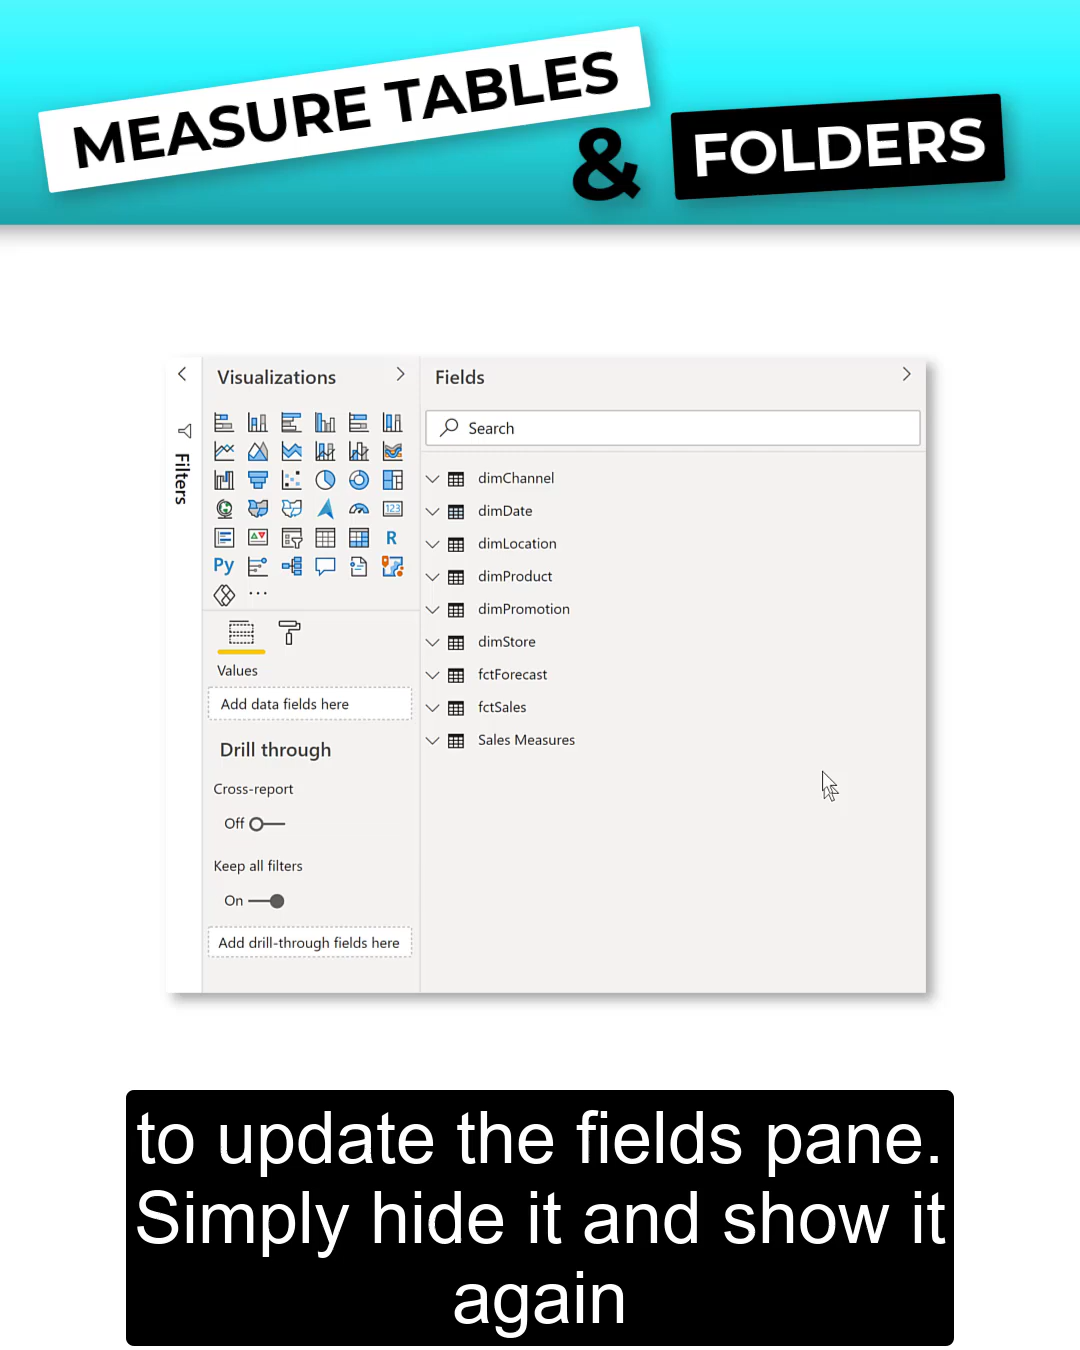 MEASURE TABLES
&
FOLDERS
Visualizations
Fields
Search
Filters
dimChannel
dimDate
dimLocation
dimProduct
dimPromotion
dimStore
fctForecast
fctSales
Sales Measures
123
R
Py
...
Values
Add data fields here
Drill through
Cross-report
Off
Keep all filters
On
Add drill-through fields here
to update the fields pane.
Simply hide it and show it
again